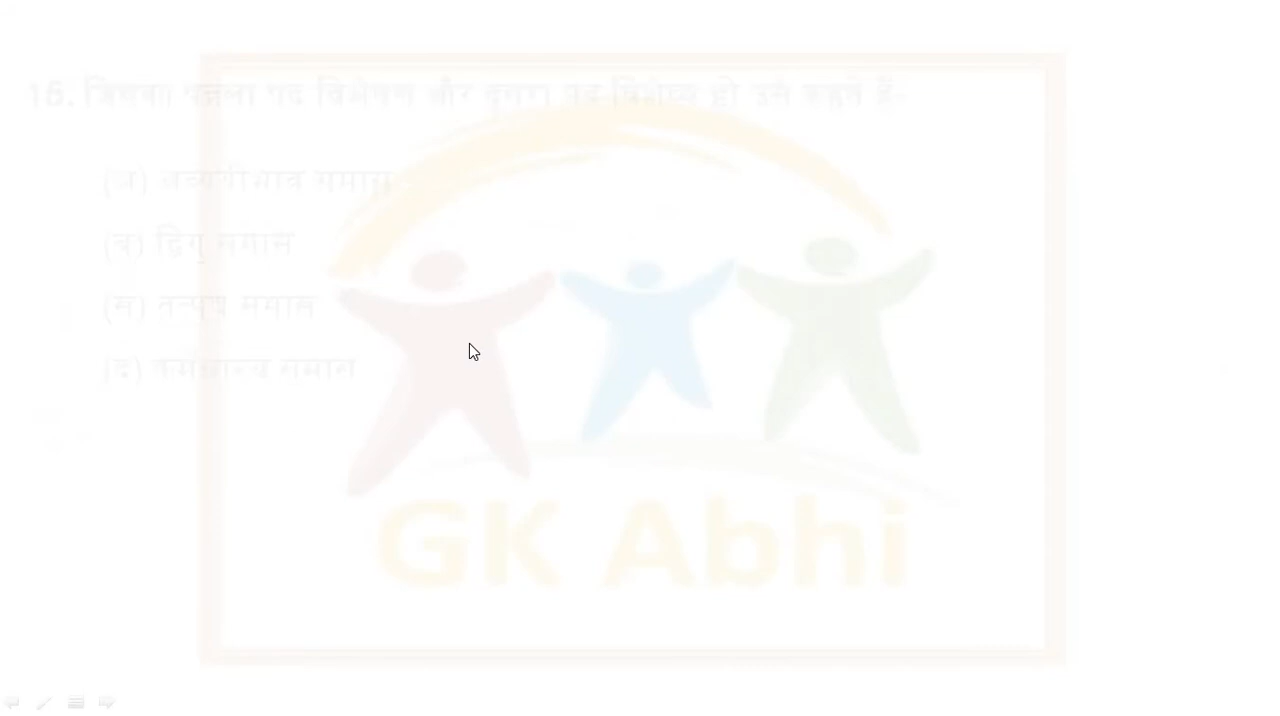 15. जिसका पहला पद विशेषण और दूसरा पद विशेष्य हो उसे कहते हैं-
(अ) अव्ययीभाव समास
(ब) द्विगु समास
(स) तत्पुरुष समास
(द) कर्मधारय समास
GK Abhi